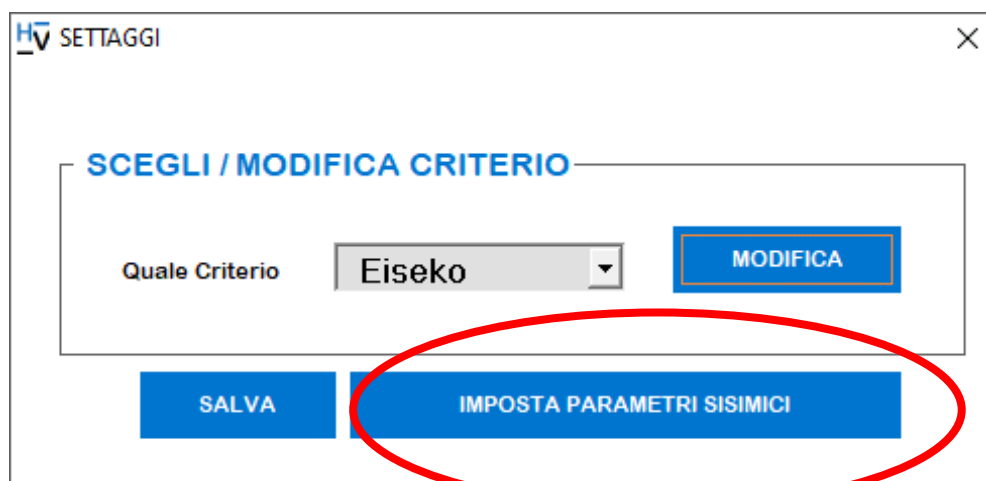 HV SETTAGGI
SCEGLI / MODIFICA CRITERIO
Quale Criterio Eiseko MODIFICA
SALVA IMPOSTA PARAMETRI SISIMICI